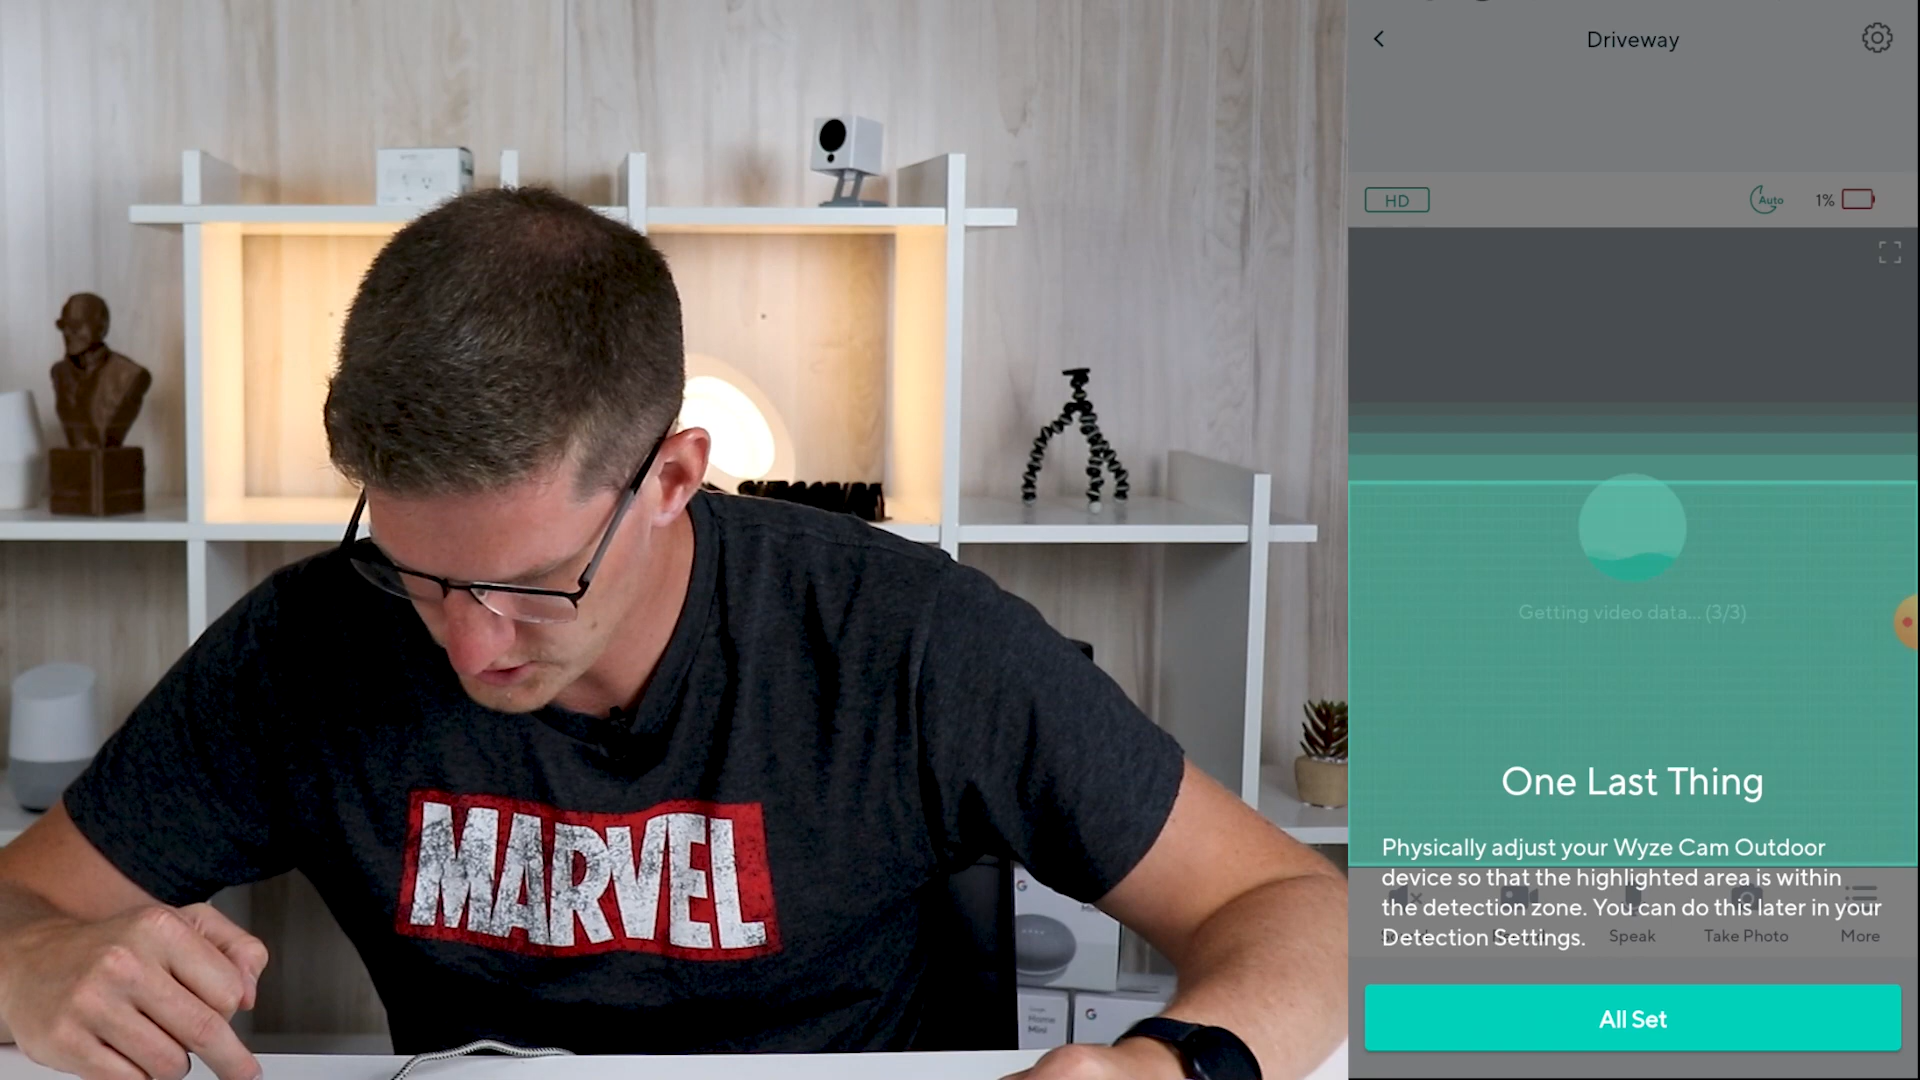 Driveway
HD
Auto
1%
Getting video data... (3/3)
One Last Thing
Physically adjust your Wyze Cam Outdoor
device so that the highlighted area is within
the detection zone. You can do this later in your
Detection Settings.
Speak
Take Photo
More
All Set
MARVEL
G
Home
Mini
G